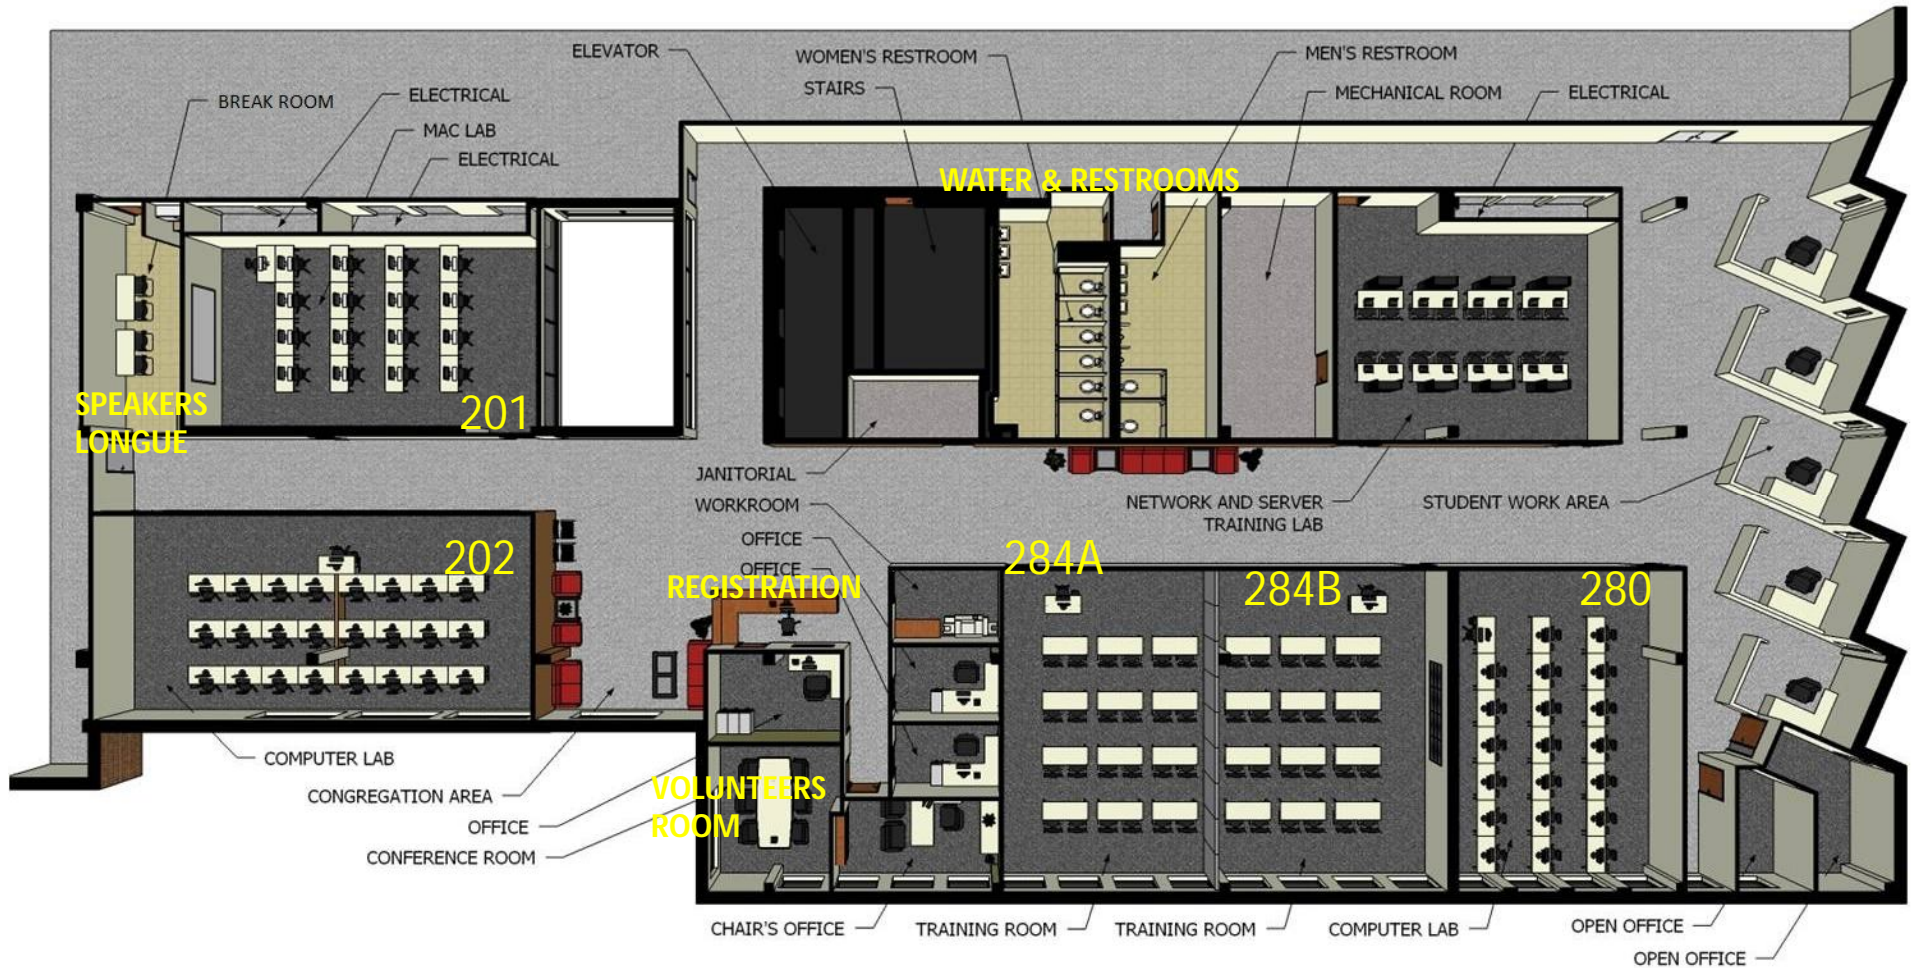 ELEVATOR
WOMEN'S RESTROOM
MEN'S RESTROOM
STAIRS
BREAK ROOM
ELECTRICAL
MECHANICAL ROOM
ELECTRICAL
MAC LAB
ELECTRICAL
WATER & RESTROOMS
SPEAKERS
LONGUE
201
JANITORIAL
WORKROOM
NETWORK AND SERVER
TRAINING LAB
STUDENT WORK AREA
OFFICE
OFFICE
202
REGISTRATION
284A
284B
280
COMPUTER LAB
CONGREGATION AREA
VOLUNTEERS
ROOM
OFFICE
CONFERENCE ROOM
CHAIR'S OFFICE
TRAINING ROOM
TRAINING ROOM
COMPUTER LAB
OPEN OFFICE
OPEN OFFICE